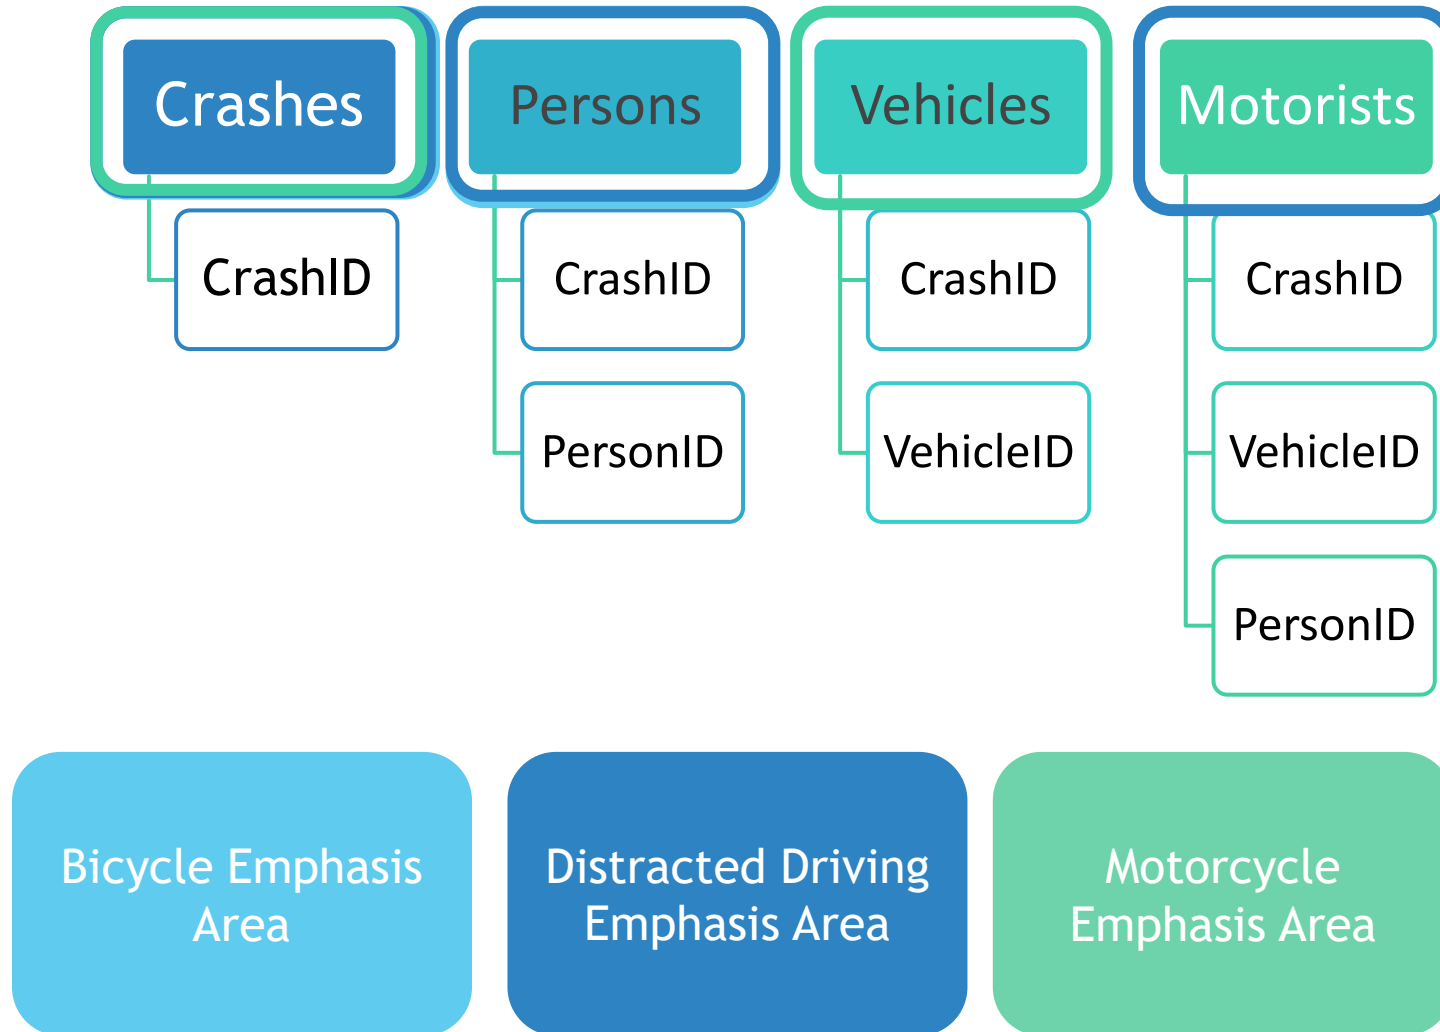 Crashes
Persons
Vehicles
Motorists
CrashID
CrashID
CrashID
CrashID
PersonID
VehicleID
VehicleID
PersonID
Bicycle Emphasis
Area
Distracted Driving
Emphasis Area
Motorcycle
Emphasis Area